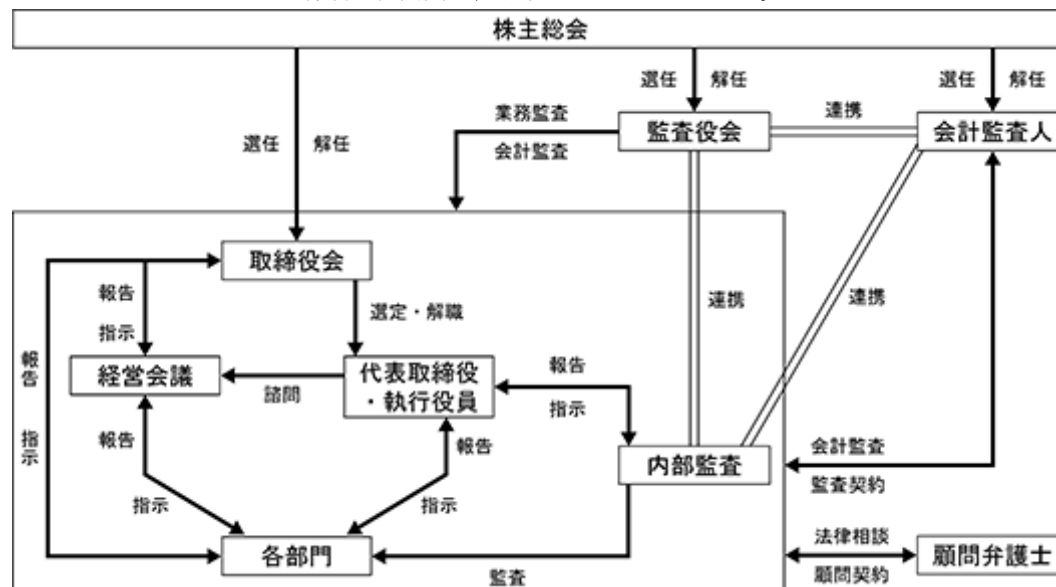 株主総会
選任
解任
選任
解任
選任
解任
業務監査
会計監査
監査役会
連携
会計監査人
取締役会
報告
指示
選定・解職
連携
連携
経営会議
諮問
代表取締役
・執行役員
報告
指示
報告
指示
報告
指示
報告
指示
内部監査
会計監査
監査契約
各部門
監査
法律相談
顧問契約
顧問弁護士